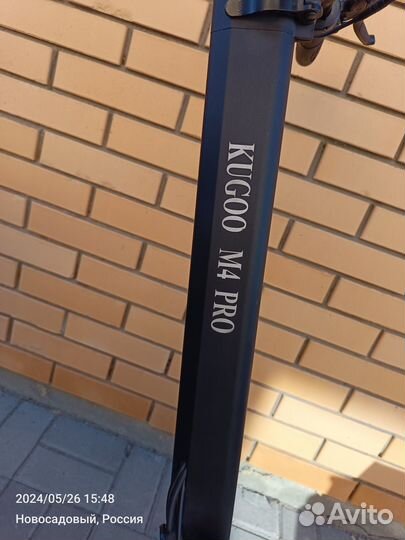 KUGOO M4 PRO
2024/05/26 15:48
Новосадовый, Россия
Avito